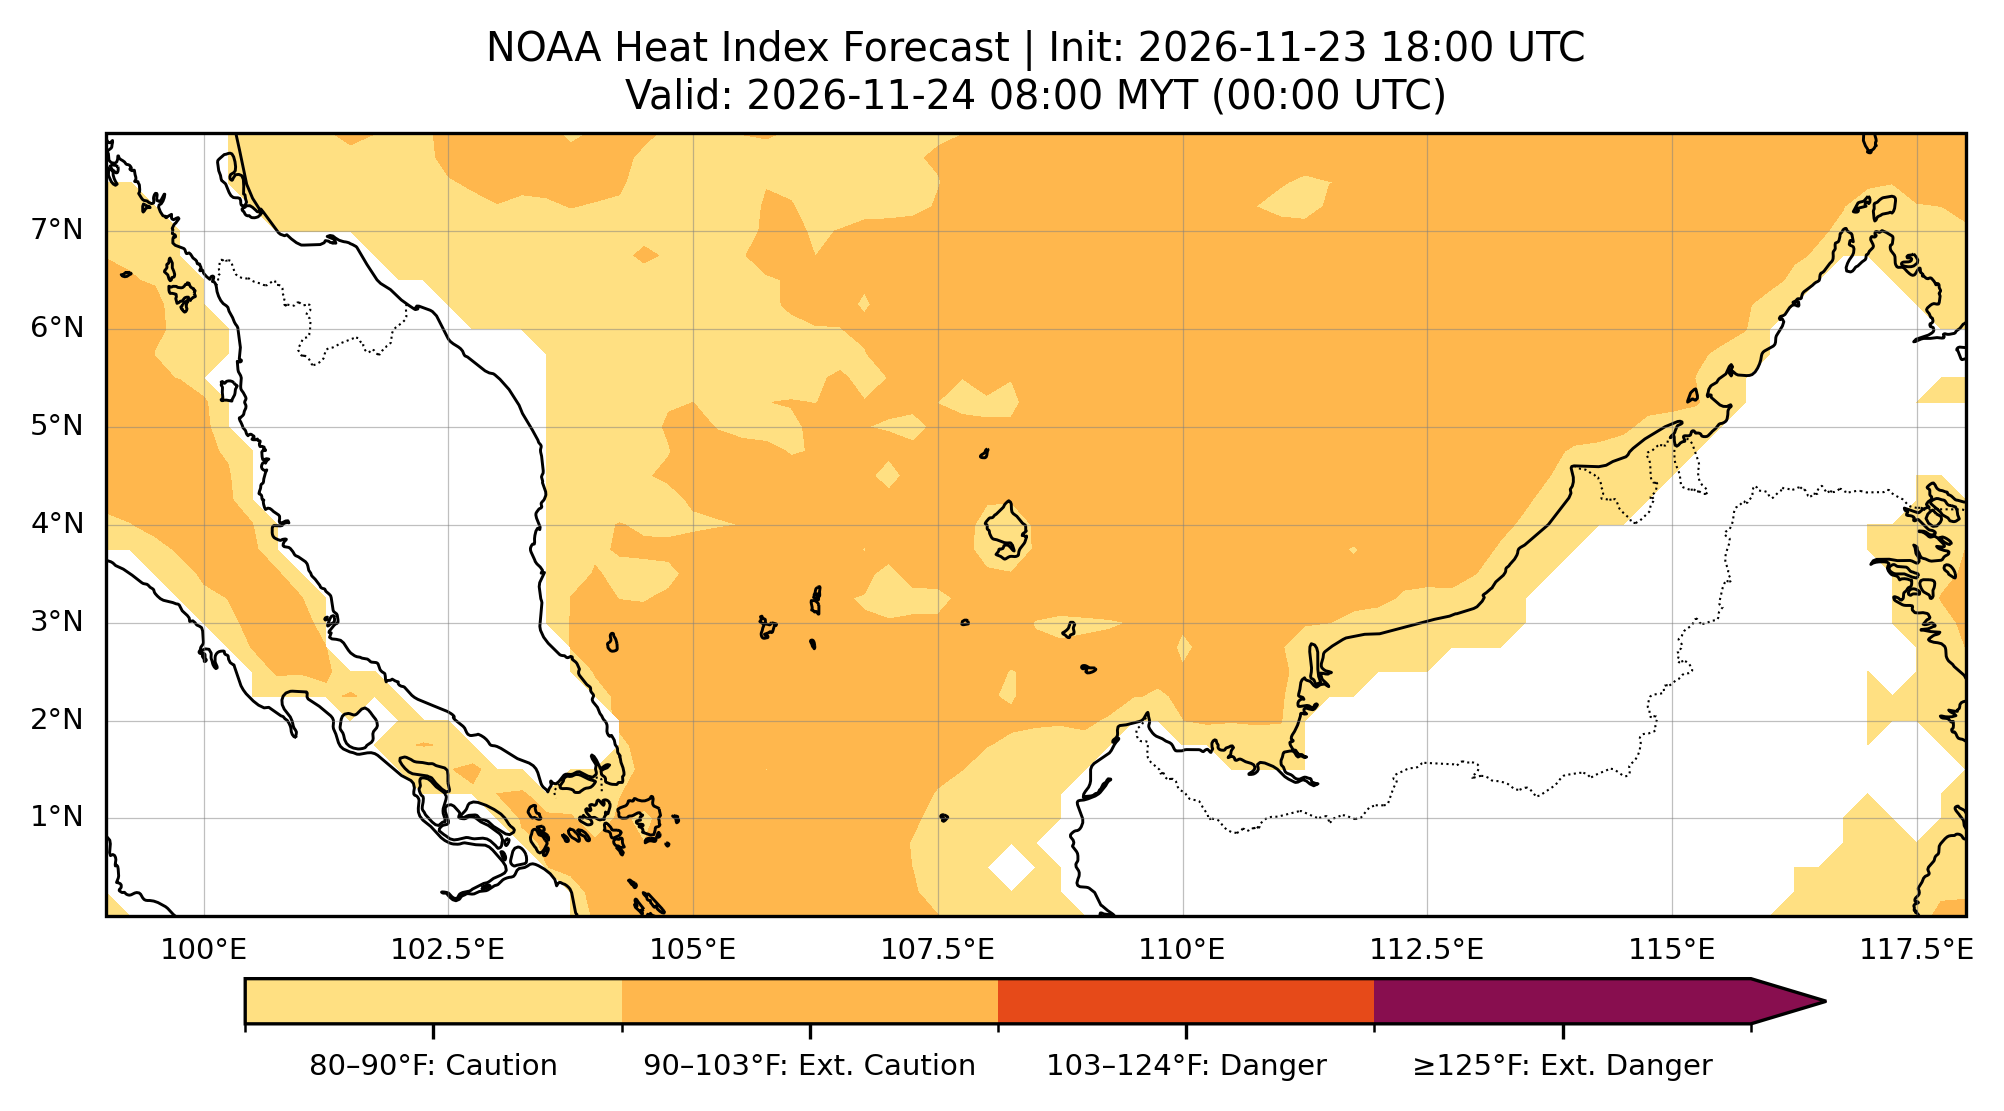 NOAA Heat Index Forecast | Init: 2026-11-23 18:00 UTC
Valid: 2026-11-24 08:00 MYT (00:00 UTC)
7°N
6°N
5°N
4°N
3°N
2°N
1°N
100°E 102.5°E 105°E 107.5°E 110°E 112.5°E 115°E 117.5°E
80–90°F: Caution 90–103°F: Ext. Caution 103–124°F: Danger ≥125°F: Ext. Danger